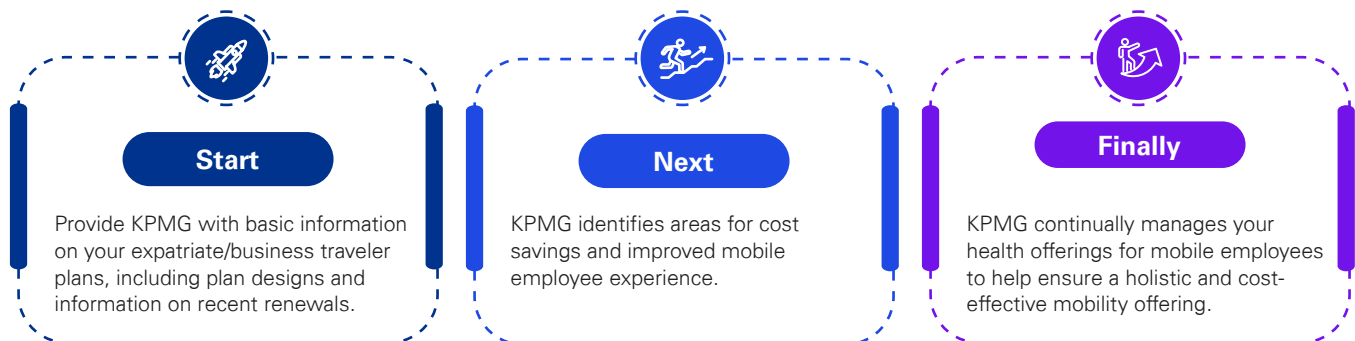 Start
Provide KPMG with basic information
on your expatriate/business traveler
plans, including plan designs and
information on recent renewals.
Next
KPMG identifies areas for cost
savings and improved mobile
employee experience.
Finally
KPMG continually manages your
health offerings for mobile employees
to help ensure a holistic and cost-
effective mobility offering.